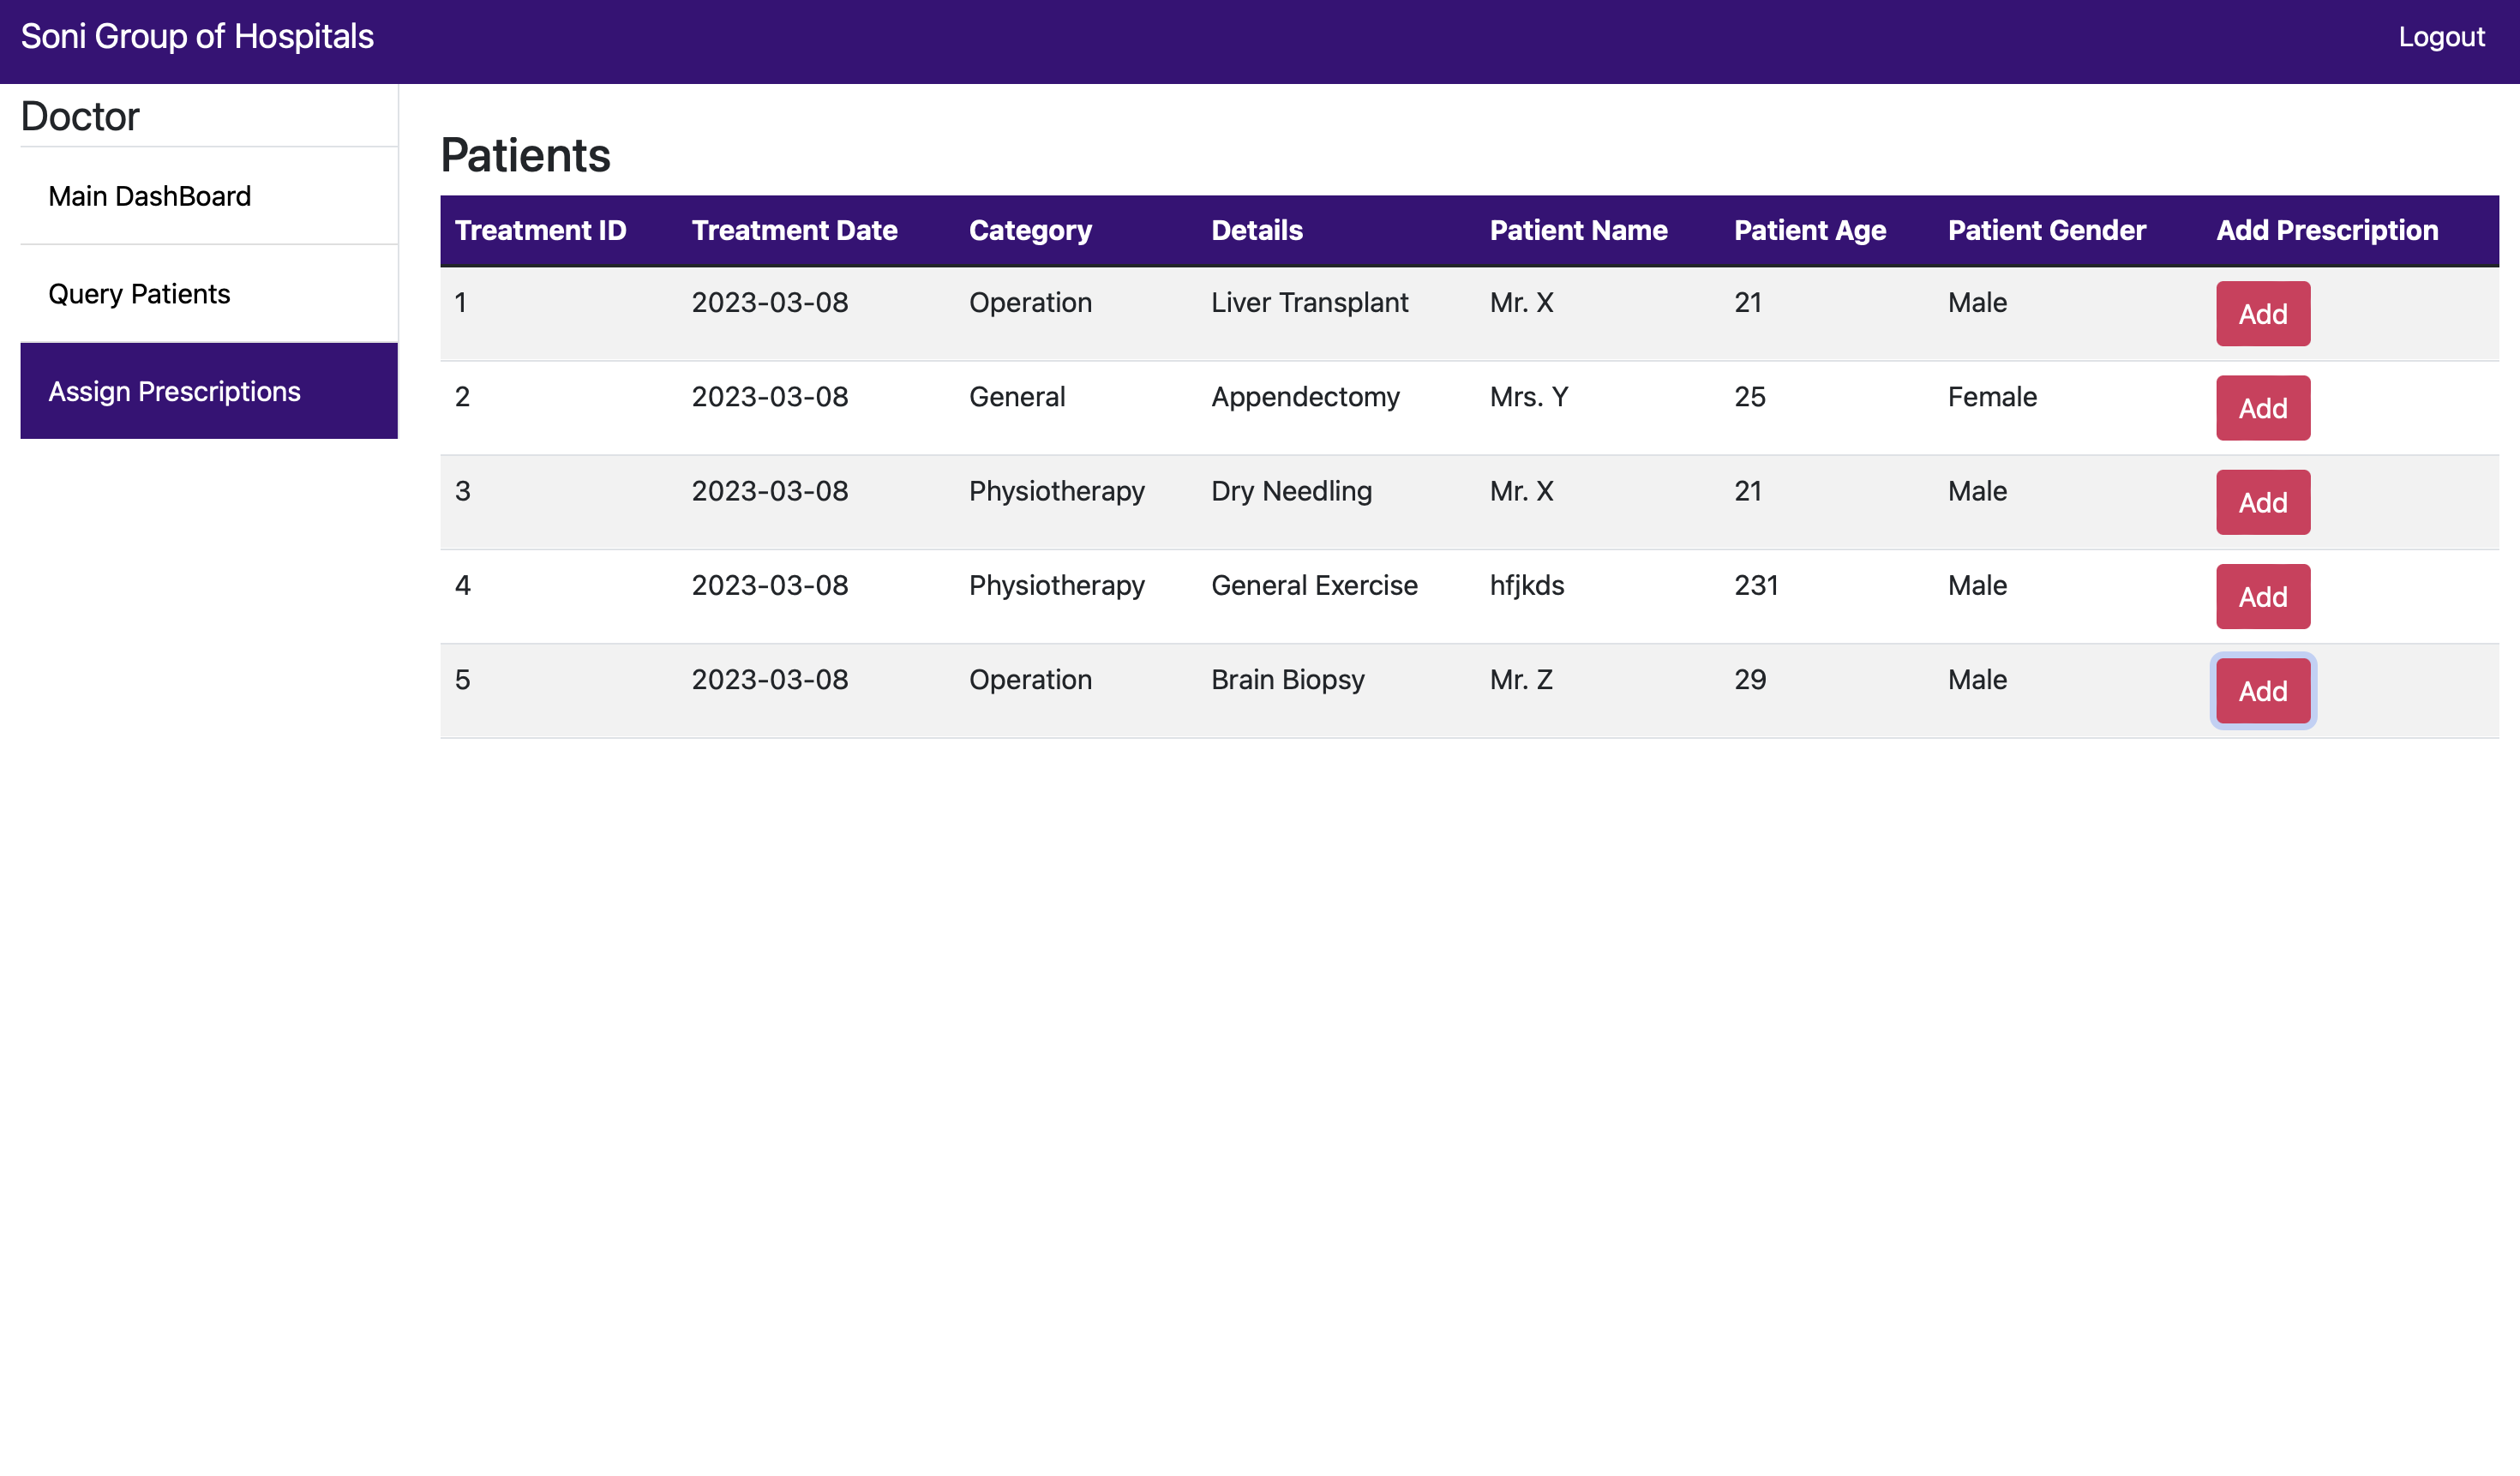 Soni Group of Hospitals Logout
Doctor
Main DashBoard
Query Patients
Assign Prescriptions
Patients
Treatment ID Treatment Date Category Details Patient Name Patient Age Patient Gender Add Prescription
1 2023-03-08 Operation Liver Transplant Mr. X 21 Male Add
2 2023-03-08 General Appendectomy Mrs. Y 25 Female Add
3 2023-03-08 Physiotherapy Dry Needling Mr. X 21 Male Add
4 2023-03-08 Physiotherapy General Exercise hfjkds 231 Male Add
5 2023-03-08 Operation Brain Biopsy Mr. Z 29 Male Add